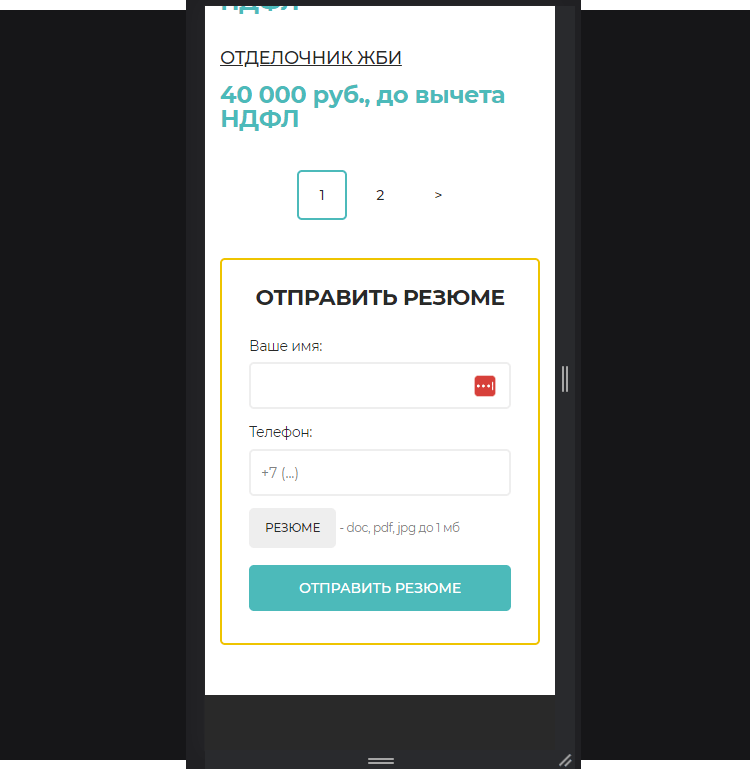 НДФЛ
ОТДЕЛОЧНИК ЖБИ
40 000 руб., до вычета
НДФЛ
1 2 >
ОТПРАВИТЬ РЕЗЮМЕ
Ваше имя:
Телефон:
+7 (...)
РЕЗЮМЕ - doc, pdf, jpg до 1 мб
ОТПРАВИТЬ РЕЗЮМЕ